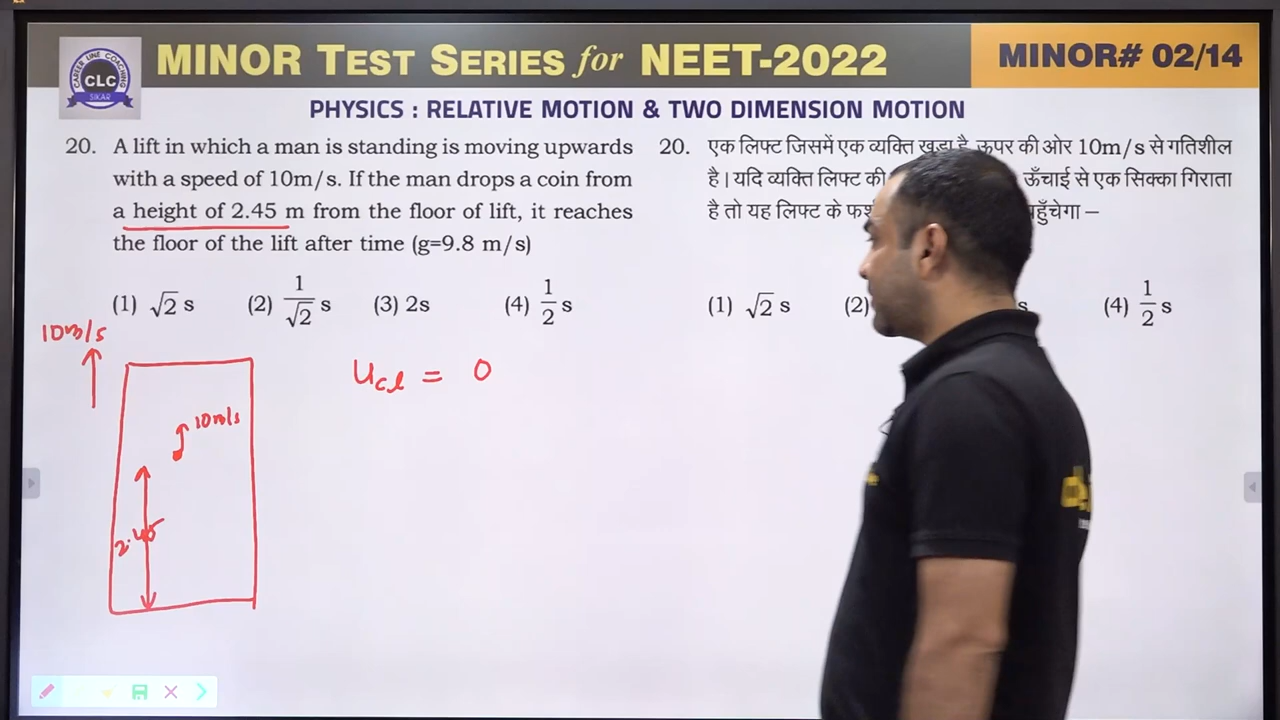 CAREER LINE COACHING
CLC
SIKAR
MINOR TEST SERIES for NEET-2022
MINOR# 02/14
PHYSICS : RELATIVE MOTION & TWO DIMENSION MOTION
20. A lift in which a man is standing is moving upwards
with a speed of 10m/s. If the man drops a coin from
a height of 2.45 m from the floor of lift, it reaches
the floor of the lift after time (g=9.8 m/s)
(1) √2 s (2) 1/√2 s (3) 2s (4) 1/2 s
20. एक लिफ्ट जिसमें एक व्यक्ति खड़ा है, ऊपर की ओर 10m/s से गतिशील
है। यदि व्यक्ति लिफ्ट की ऊँचाई से एक सिक्का गिराता
है तो यह लिफ्ट के पहुँचेगा –
(1) √2 s (2) s (4) 1/2 s
10m/s
10m/s
2.45
u_cl = 0